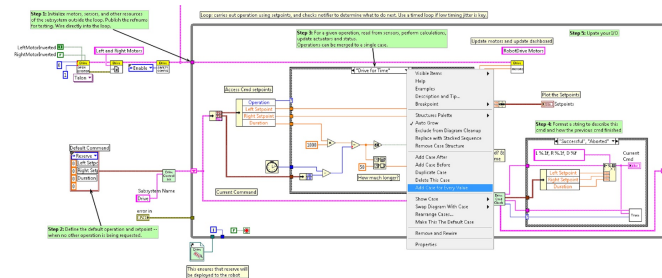 Step 1: Initialize motors, sensors, and other resources
of the subsystem outside the loop. Publish the refnums
for testing. Wire directly into the loop.
Loop: carries out operation using setpoints, and checks notifier to determine what to do next. Use a timed loop if low timing jitter is key.
Step 3: For a given operation, read from sensors, perform calculations,
update actuators and status.
Operations can be merged to a single case.
Step 5: Update your I/O
Update motors and update dashboard
RobotDrive Motors
LeftMotorInverted
RightMotorInverted
Left and Right Motors
Enable
Talon
"Drive for Time"
Access Cmd setpoints
Operation
Left Setpoint
Right Setpoint
Duration
1000
How much longer?
Current Command
Visible Items
Help
Examples
Description and Tip...
Breakpoint
Structures Palette
Auto Grow
Exclude from Diagram Cleanup
Replace with Stacked Sequence
Remove Case Structure
Add Case After
Add Case Before
Duplicate Case
Delete This Case
Add Case for Every Value
Show Case
Swap Diagram With Case
Rearrange Cases...
Make This The Default Case
Remove and Rewire
Properties
Plot the Setpoints
Setpoints
Step 4: Format a string to describe this
cmd and how the previous cmd finished
"Successful", "Aborted"
Current
Cmd
Left Setpoint
Right Setpoint
Duration
Default Command
Reserve
Left Setpo
Right Setpo
Duration
Subsystem Name
Drive
error in
Step 2: Define the default operation and setpoint --
when no other operation is being requested.
This ensures that reserve will
be deployed to the robot